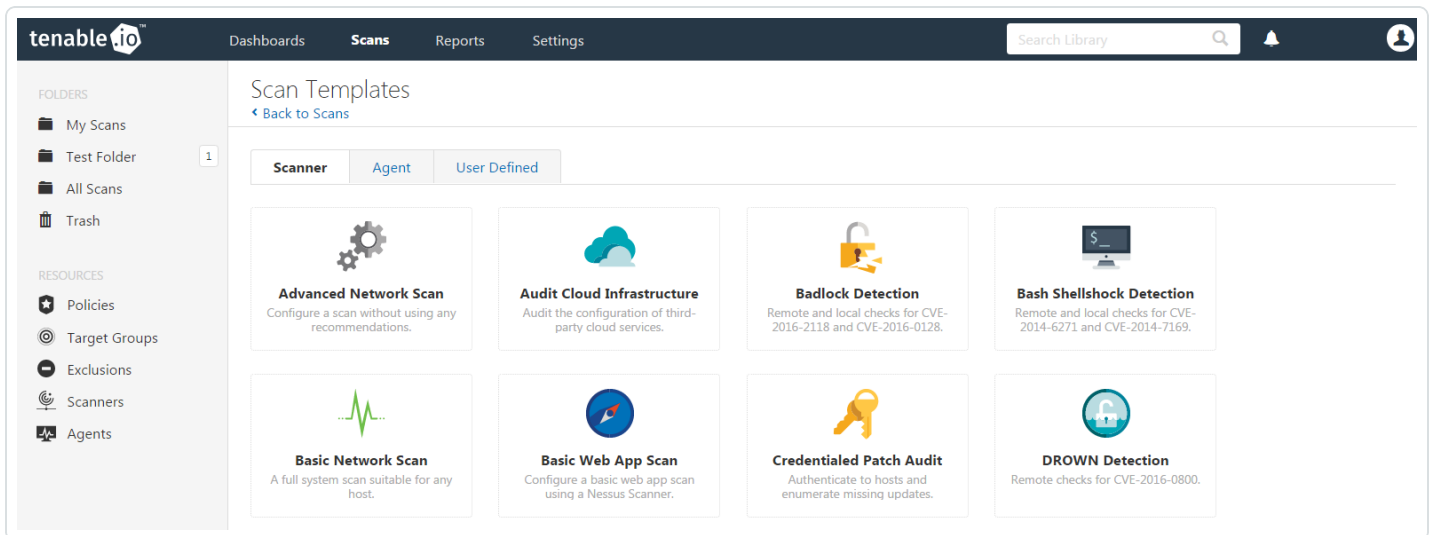 tenable.io™
Dashboards Scans Reports Settings
Search Library
FOLDERS
My Scans
Test Folder 1
All Scans
Trash
RESOURCES
Policies
Target Groups
Exclusions
Scanners
Agents
Scan Templates
Back to Scans
Scanner Agent User Defined
Advanced Network Scan
Configure a scan without using any
recommendations.
Audit Cloud Infrastructure
Audit the configuration of third-
party cloud services.
Badlock Detection
Remote and local checks for CVE-
2016-2118 and CVE-2016-0128.
$_
Bash Shellshock Detection
Remote and local checks for CVE-
2014-6271 and CVE-2014-7169.
Basic Network Scan
A full system scan suitable for any
host.
Basic Web App Scan
Configure a basic web app scan
using a Nessus Scanner.
Credentialed Patch Audit
Authenticate to hosts and
enumerate missing updates.
DROWN Detection
Remote checks for CVE-2016-0800.